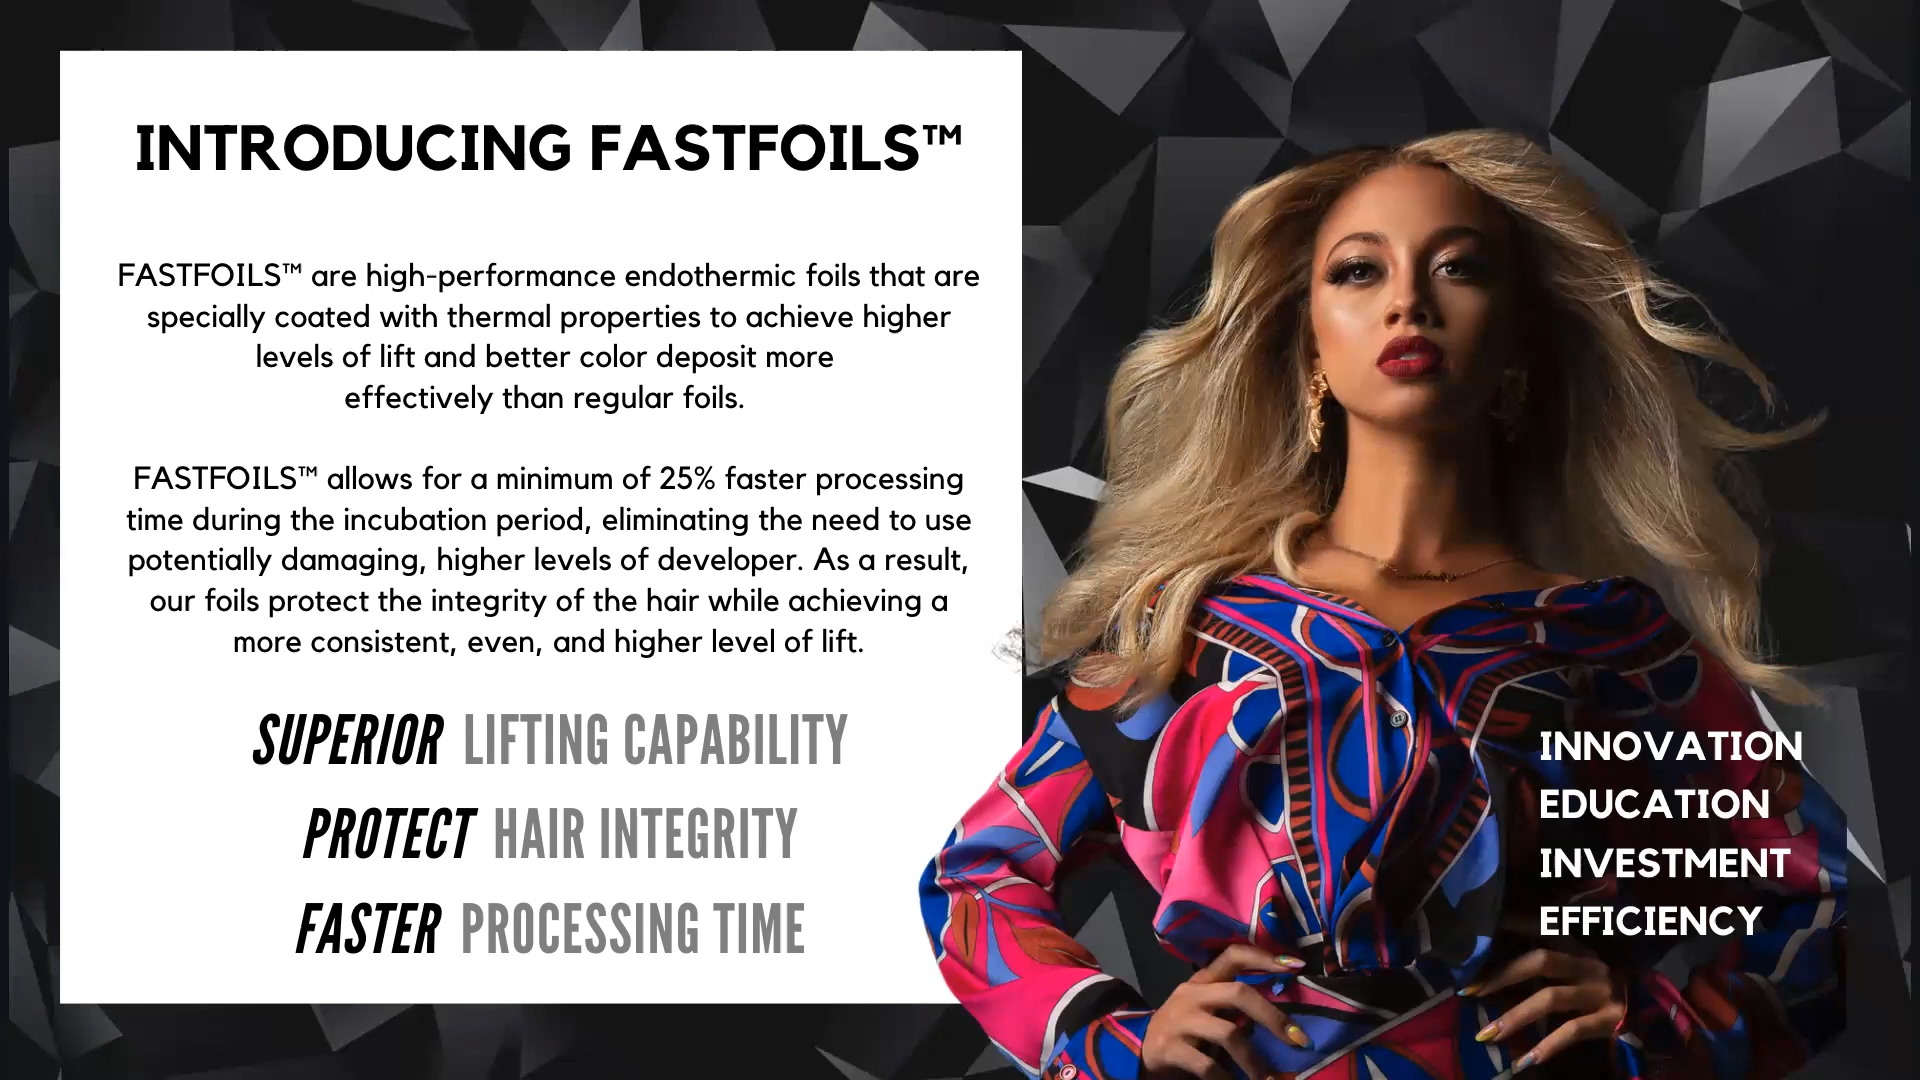 INTRODUCING FASTFOILS™
FASTFOILS™ are high-performance endothermic foils that are
specially coated with thermal properties to achieve higher
levels of lift and better color deposit more
effectively than regular foils.
FASTFOILS™ allows for a minimum of 25% faster processing
time during the incubation period, eliminating the need to use
potentially damaging, higher levels of developer. As a result,
our foils protect the integrity of the hair while achieving a
more consistent, even, and higher level of lift.
SUPERIOR LIFTING CAPABILITY
PROTECT HAIR INTEGRITY
FASTER PROCESSING TIME
INNOVATION
EDUCATION
INVESTMENT
EFFICIENCY